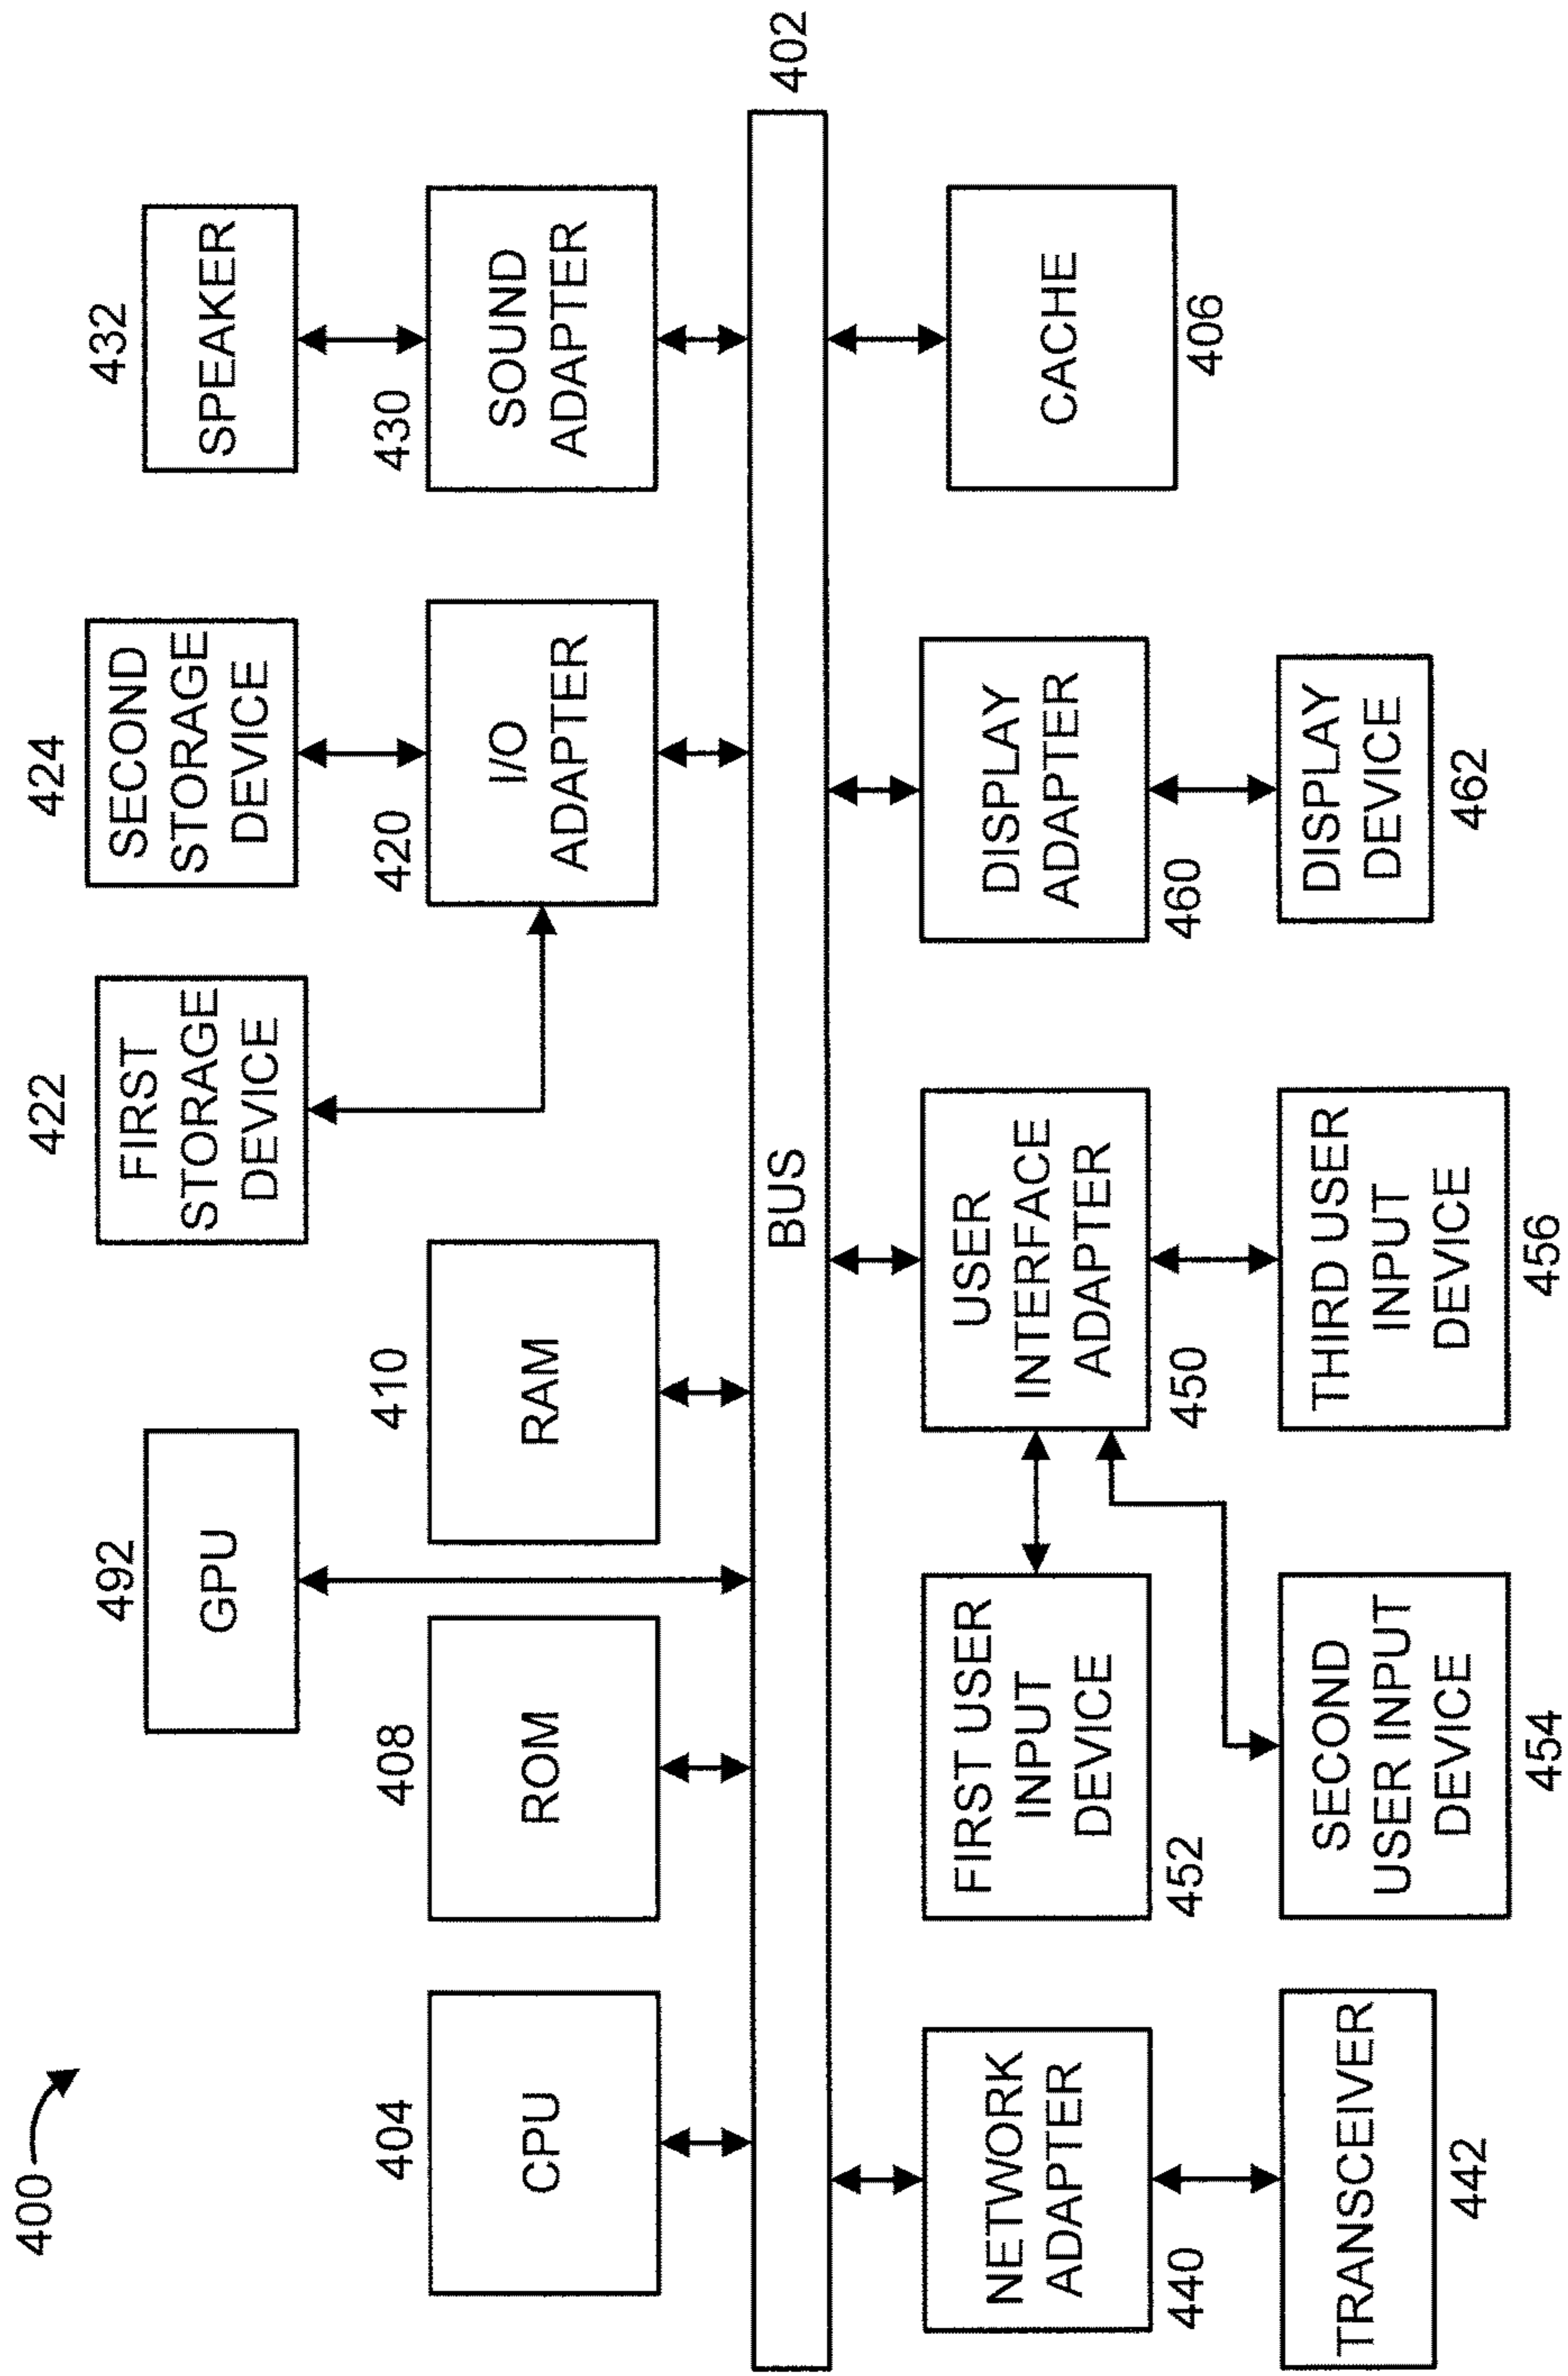 400
404
CPU
408
ROM
492
GPU
410
RAM
422
FIRST
STORAGE
DEVICE
424
SECOND
STORAGE
DEVICE
420
I/O
ADAPTER
432
SPEAKER
430
SOUND
ADAPTER
BUS
402
NETWORK
ADAPTER
440
TRANSCEIVER
442
FIRST USER
INPUT
DEVICE
452
SECOND
USER INPUT
DEVICE
454
USER
INTERFACE
ADAPTER
450
THIRD USER
INPUT
DEVICE
456
DISPLAY
ADAPTER
460
DISPLAY
DEVICE
462
CACHE
406